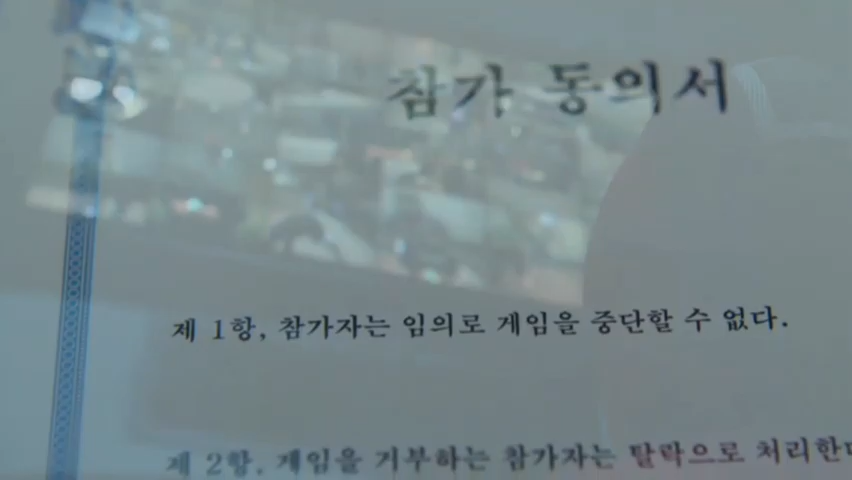 참가 동의서
제 1항, 참가자는 임의로 게임을 중단할 수 없다.
제 2항, 게임을 거부하는 참가자는 탈락으로 처리한